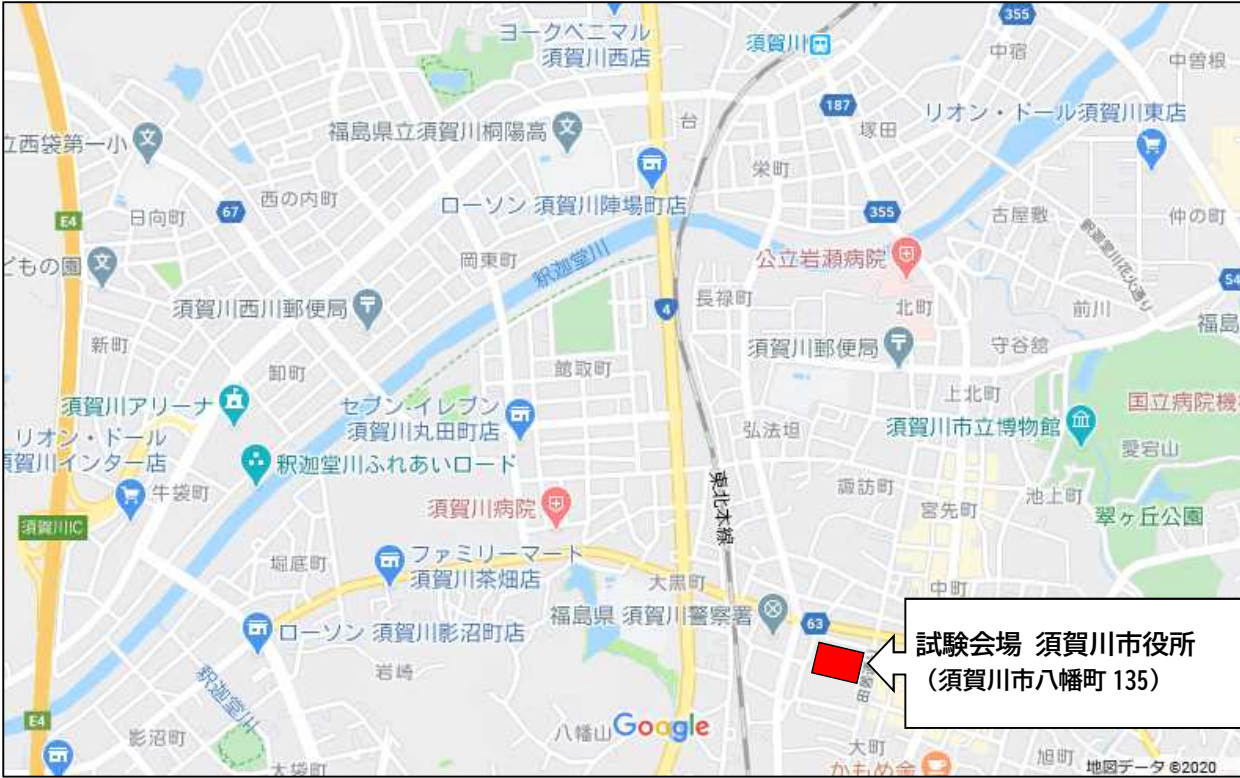 ヨークベニマル
須賀川西店
須賀川
355
中宿
中曽根
187
リオン・ドール須賀川東店
塚田
台
立西袋第一小
福島県立須賀川桐陽高
栄町
西の内町
67
日向町
E4
ローソン 須賀川陣場町店
355
古屋敷
仲の町
釈迦堂川花火通り
どもの園
岡東町
釈迦堂川
公立岩瀬病院
54
須賀川西川郵便局
4
長禄町
北町
前川
福島
新町
館取町
須賀川郵便局
守谷舘
卸町
上北町
須賀川アリーナ
セブン-イレブン
須賀川丸田町店
国立病院機
弘法坦
須賀川市立博物館
愛宕山
リオン・ドール
須賀川インター店
釈迦堂川ふれあいロード
東北本線
諏訪町
池上町
牛袋町
須賀川病院
宮先町
翠ヶ丘公園
須賀川IC
堀底町
ファミリーマート
須賀川茶畑店
大黒町
中町
福島県 須賀川警察署
63
ローソン 須賀川影沼町店
試験会場 須賀川市役所
(須賀川市八幡町 135)
岩崎
釈迦堂川
E4
影沼町
八幡山
Google
大町
旭町
大袋町
地図データ ©2020